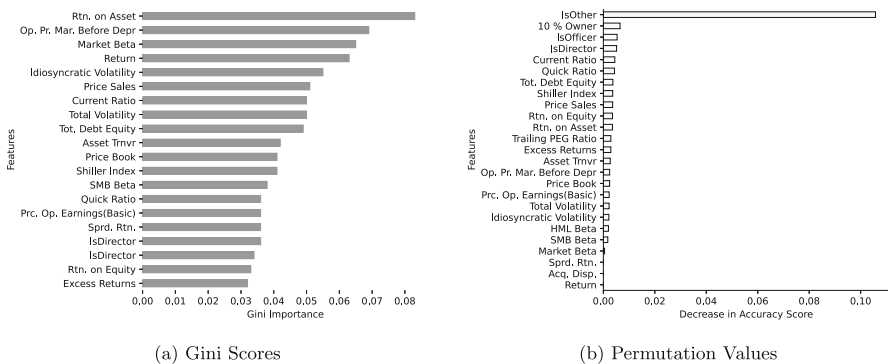 Rtn. on Asset
Op. Pr. Mar. Before Depr
Market Beta
Return
Idiosyncratic Volatility
Price Sales
Current Ratio
Total Volatility
Tot. Debt Equity
Asset Trnvr
Price Book
Shiller Index
SMB Beta
Quick Ratio
Prc. Op. Earnings(Basic)
Sprd. Rtn.
IsDirector
IsDirector
Rtn. on Equity
Excess Returns
Features
0.00 0.01 0.02 0.03 0.04 0.05 0.06 0.07 0.08
Gini Importance
(a) Gini Scores
IsOther
10 % Owner
IsOfficer
IsDirector
Current Ratio
Quick Ratio
Tot. Debt Equity
Shiller Index
Price Sales
Rtn. on Equity
Rtn. on Asset
Trailing PEG Ratio
Excess Returns
Asset Trnvr
Op. Pr. Mar. Before Depr
Price Book
Prc. Op. Earnings(Basic)
Total Volatility
Idiosyncratic Volatility
HML Beta
SMB Beta
Market Beta
Sprd. Rtn.
Acq. Disp.
Return
Features
0.00 0.02 0.04 0.06 0.08 0.10
Decrease in Accuracy Score
(b) Permutation Values